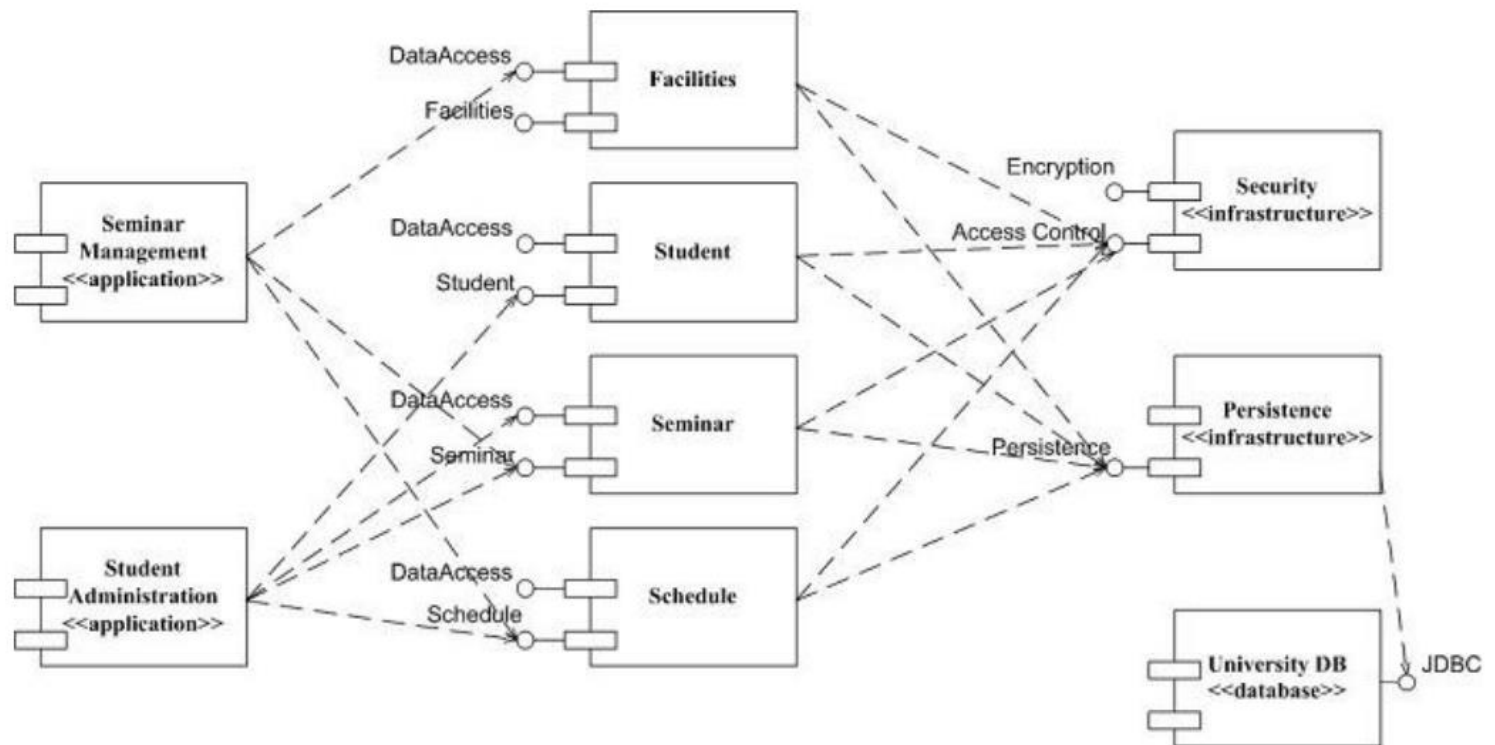 DataAccess
Facilities
Facilities
Encryption
Security
<<infrastructure>>
Access Control
Seminar
Management
<<application>>
DataAccess
Student
Student
DataAccess
Seminar
Seminar
Persistence
<<infrastructure>>
Persistence
Student
Administration
<<application>>
DataAccess
Schedule
Schedule
University DB
<<database>>
JDBC